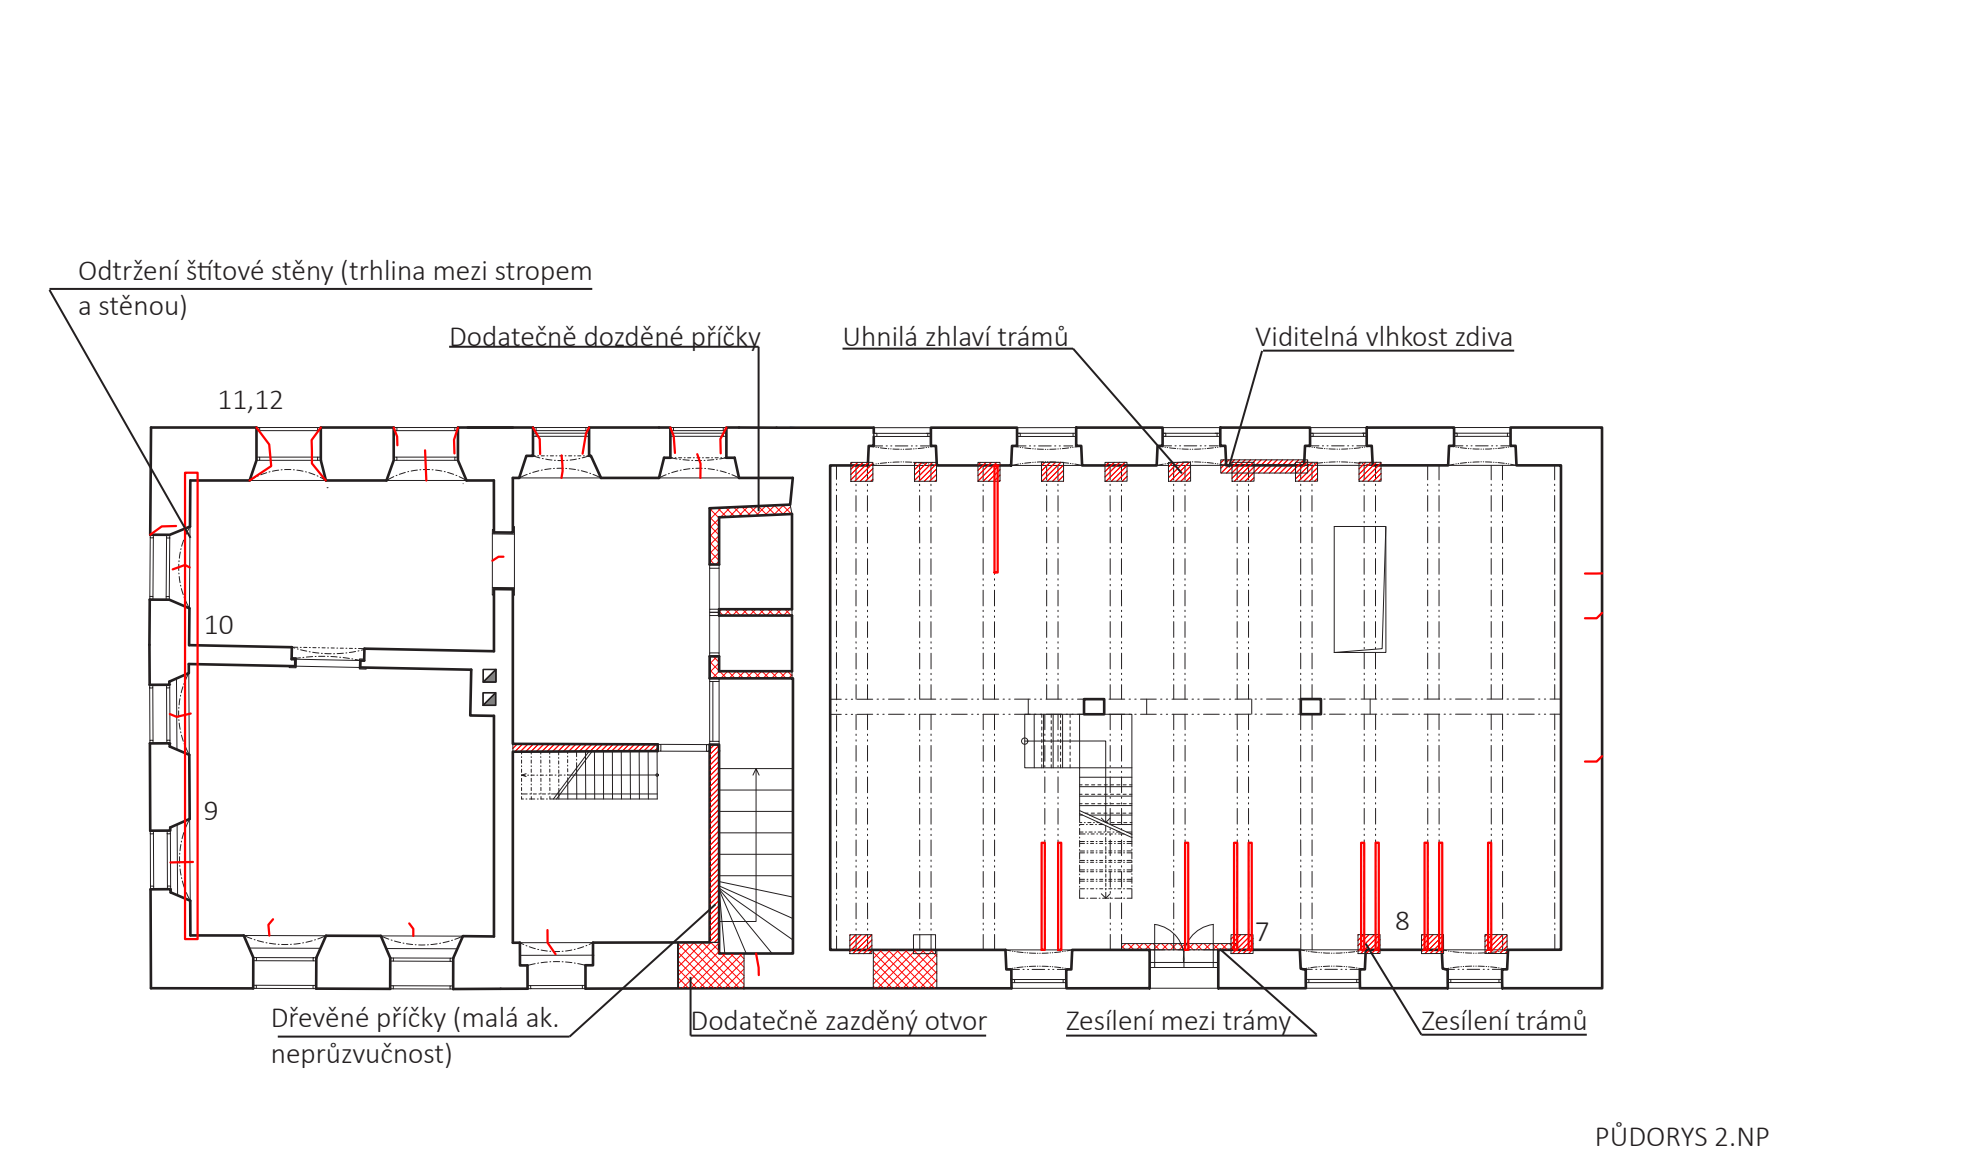 Odtržení štítové stěny (trhlina mezi stropem
a stěnou)
Dodatečně dozděné příčky
Uhnilá zhlaví trámů
Viditelná vlhkost zdiva
11,12
10
9
7
8
Dřevěné příčky (malá ak.
neprůzvučnost)
Dodatečně zazděný otvor
Zesílení mezi trámy
Zesílení trámů
PŮDORYS 2.NP